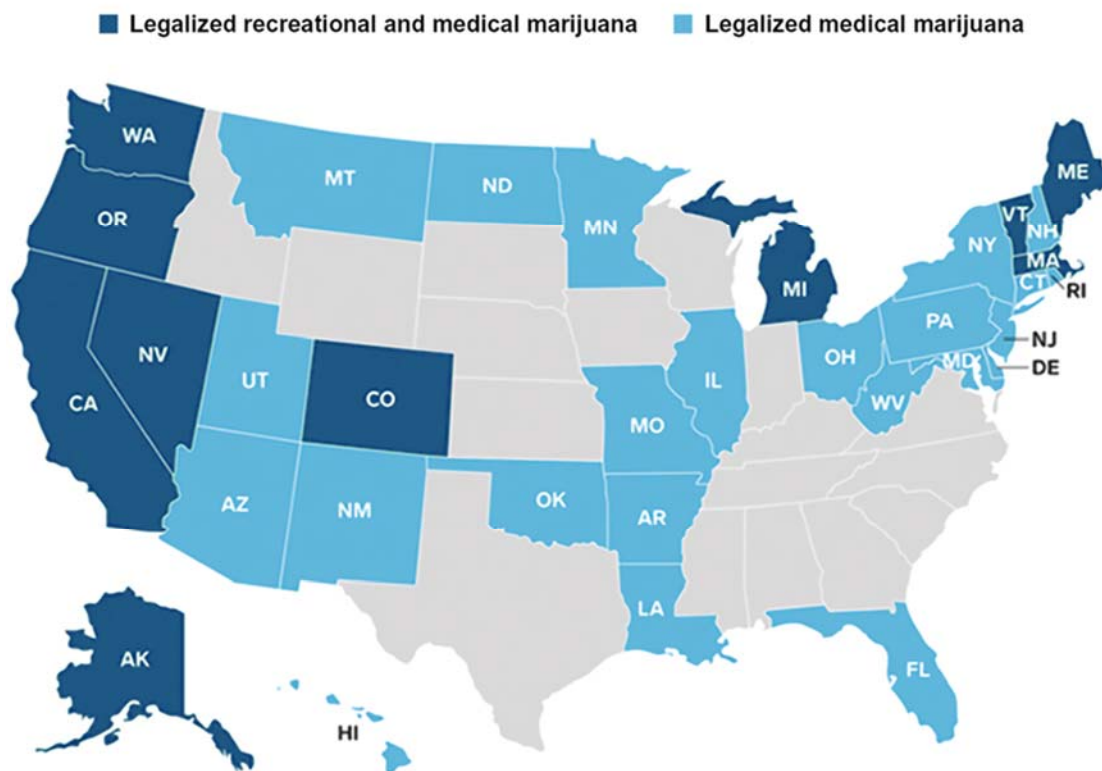 Legalized recreational and medical marijuana Legalized medical marijuana
WA
ME
MT
ND
VT
OR
MN
NH
NY
MA
CT
RI
MI
PA
NV
NJ
OH
MD
DE
UT
IL
CA
CO
WV
MO
AZ
NM
OK
AR
LA
AK
FL
HI